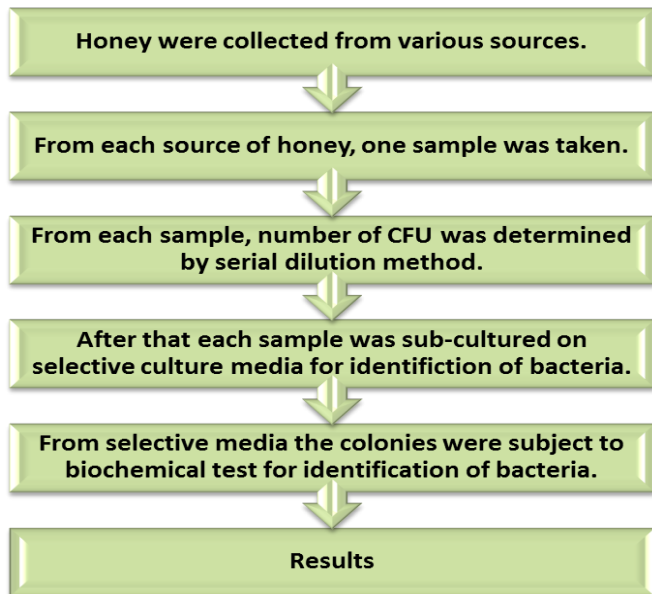 Honey were collected from various sources.
From each source of honey, one sample was taken.
From each sample, number of CFU was determined
by serial dilution method.
After that each sample was sub-cultured on
selective culture media for identifiction of bacteria.
From selective media the colonies were subject to
biochemical test for identification of bacteria.
Results